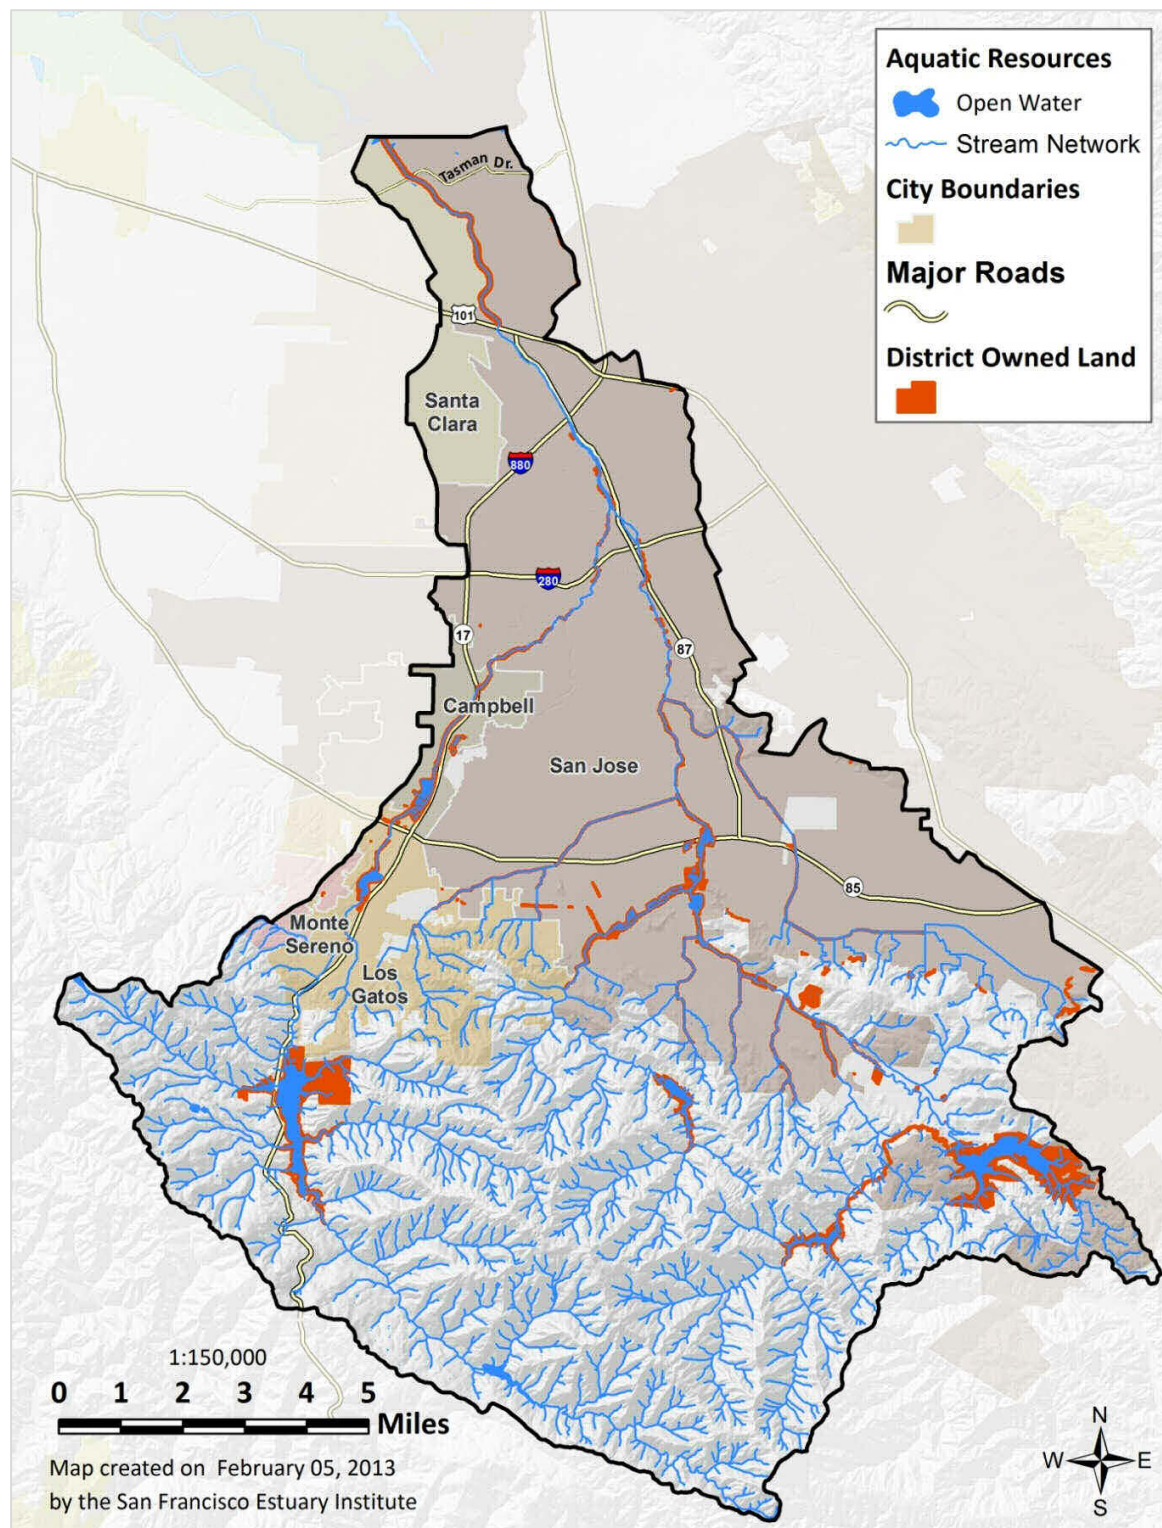 Aquatic Resources
Open Water
Stream Network
City Boundaries
Major Roads
District Owned Land
Tasman Dr.
101
Santa
Clara
880
280
17
87
Campbell
San Jose
85
Monte
Sereno
Los
Gatos
1:150,000
0 1 2 3 4 5
Miles
Map created on February 05, 2013
by the San Francisco Estuary Institute
N
W E
S